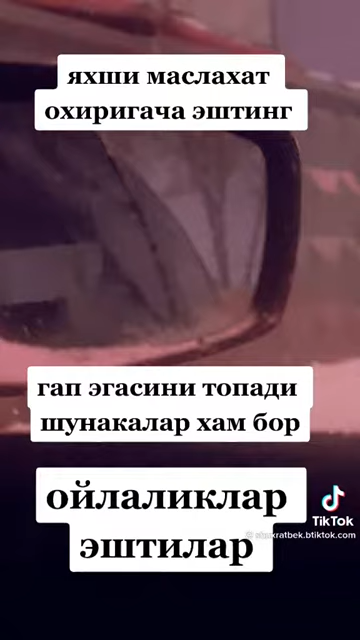 яхши маслахат
охиригача эштинг
гап эгасини топади
шунакалар хам бор
ойлаликлар
эштилар
TikTok